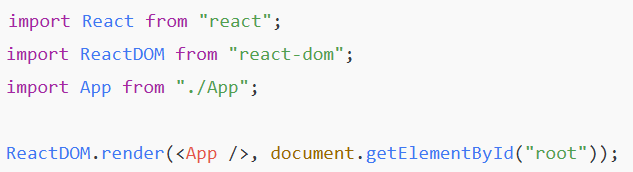 import React from "react";
import ReactDOM from "react-dom";
import App from "./App";
ReactDOM.render(<App />, document.getElementById("root"));